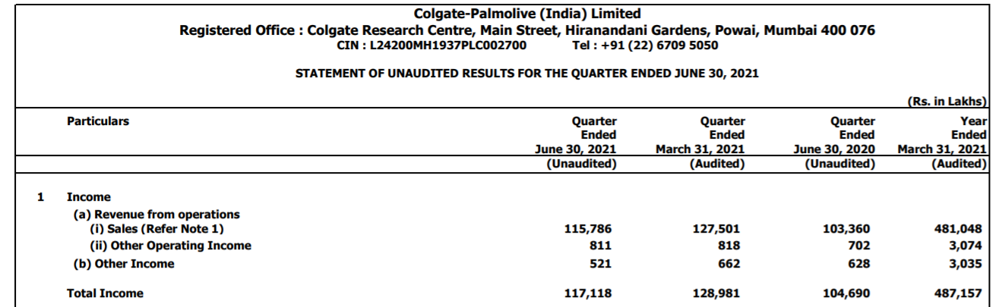 Colgate-Palmolive (India) Limited
Registered Office : Colgate Research Centre, Main Street, Hiranandani Gardens, Powai, Mumbai 400 076
CIN : L24200MH1937PLC002700 Tel : +91 (22) 6709 5050
STATEMENT OF UNAUDITED RESULTS FOR THE QUARTER ENDED JUNE 30, 2021
(Rs. in Lakhs)
Particulars Quarter Quarter Quarter Year
Ended Ended Ended Ended
June 30, 2021 March 31, 2021 June 30, 2020 March 31, 2021
(Unaudited) (Audited) (Unaudited) (Audited)
1 Income
(a) Revenue from operations
(i) Sales (Refer Note 1) 115,786 127,501 103,360 481,048
(ii) Other Operating Income 811 818 702 3,074
(b) Other Income 521 662 628 3,035
Total Income 117,118 128,981 104,690 487,157